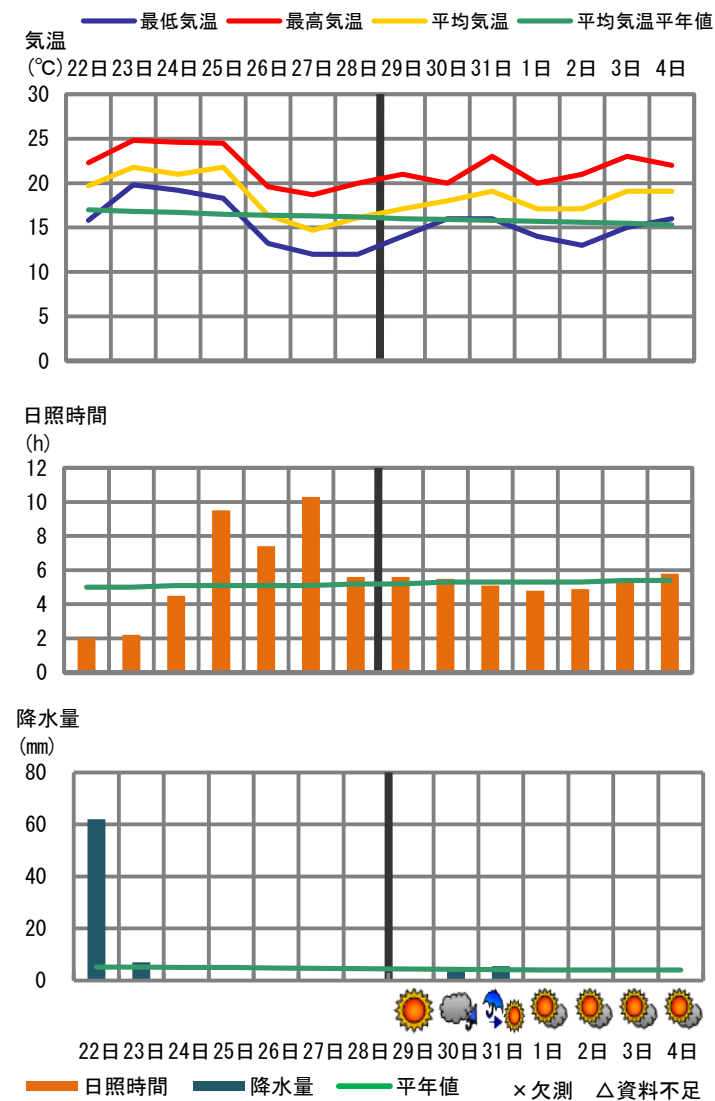 最低気温 最高気温 平均気温 平均気温平年値
気温
(℃) 22日 23日 24日 25日 26日 27日 28日 29日 30日 31日 1日 2日 3日 4日
30
25
20
15
10
5
0
日照時間
(h)
12
10
8
6
4
2
0
降水量
(㎜)
80
60
40
20
0
22日 23日 24日 25日 26日 27日 28日 29日 30日 31日 1日 2日 3日 4日
日照時間 降水量 平年値 ×欠測 △資料不足